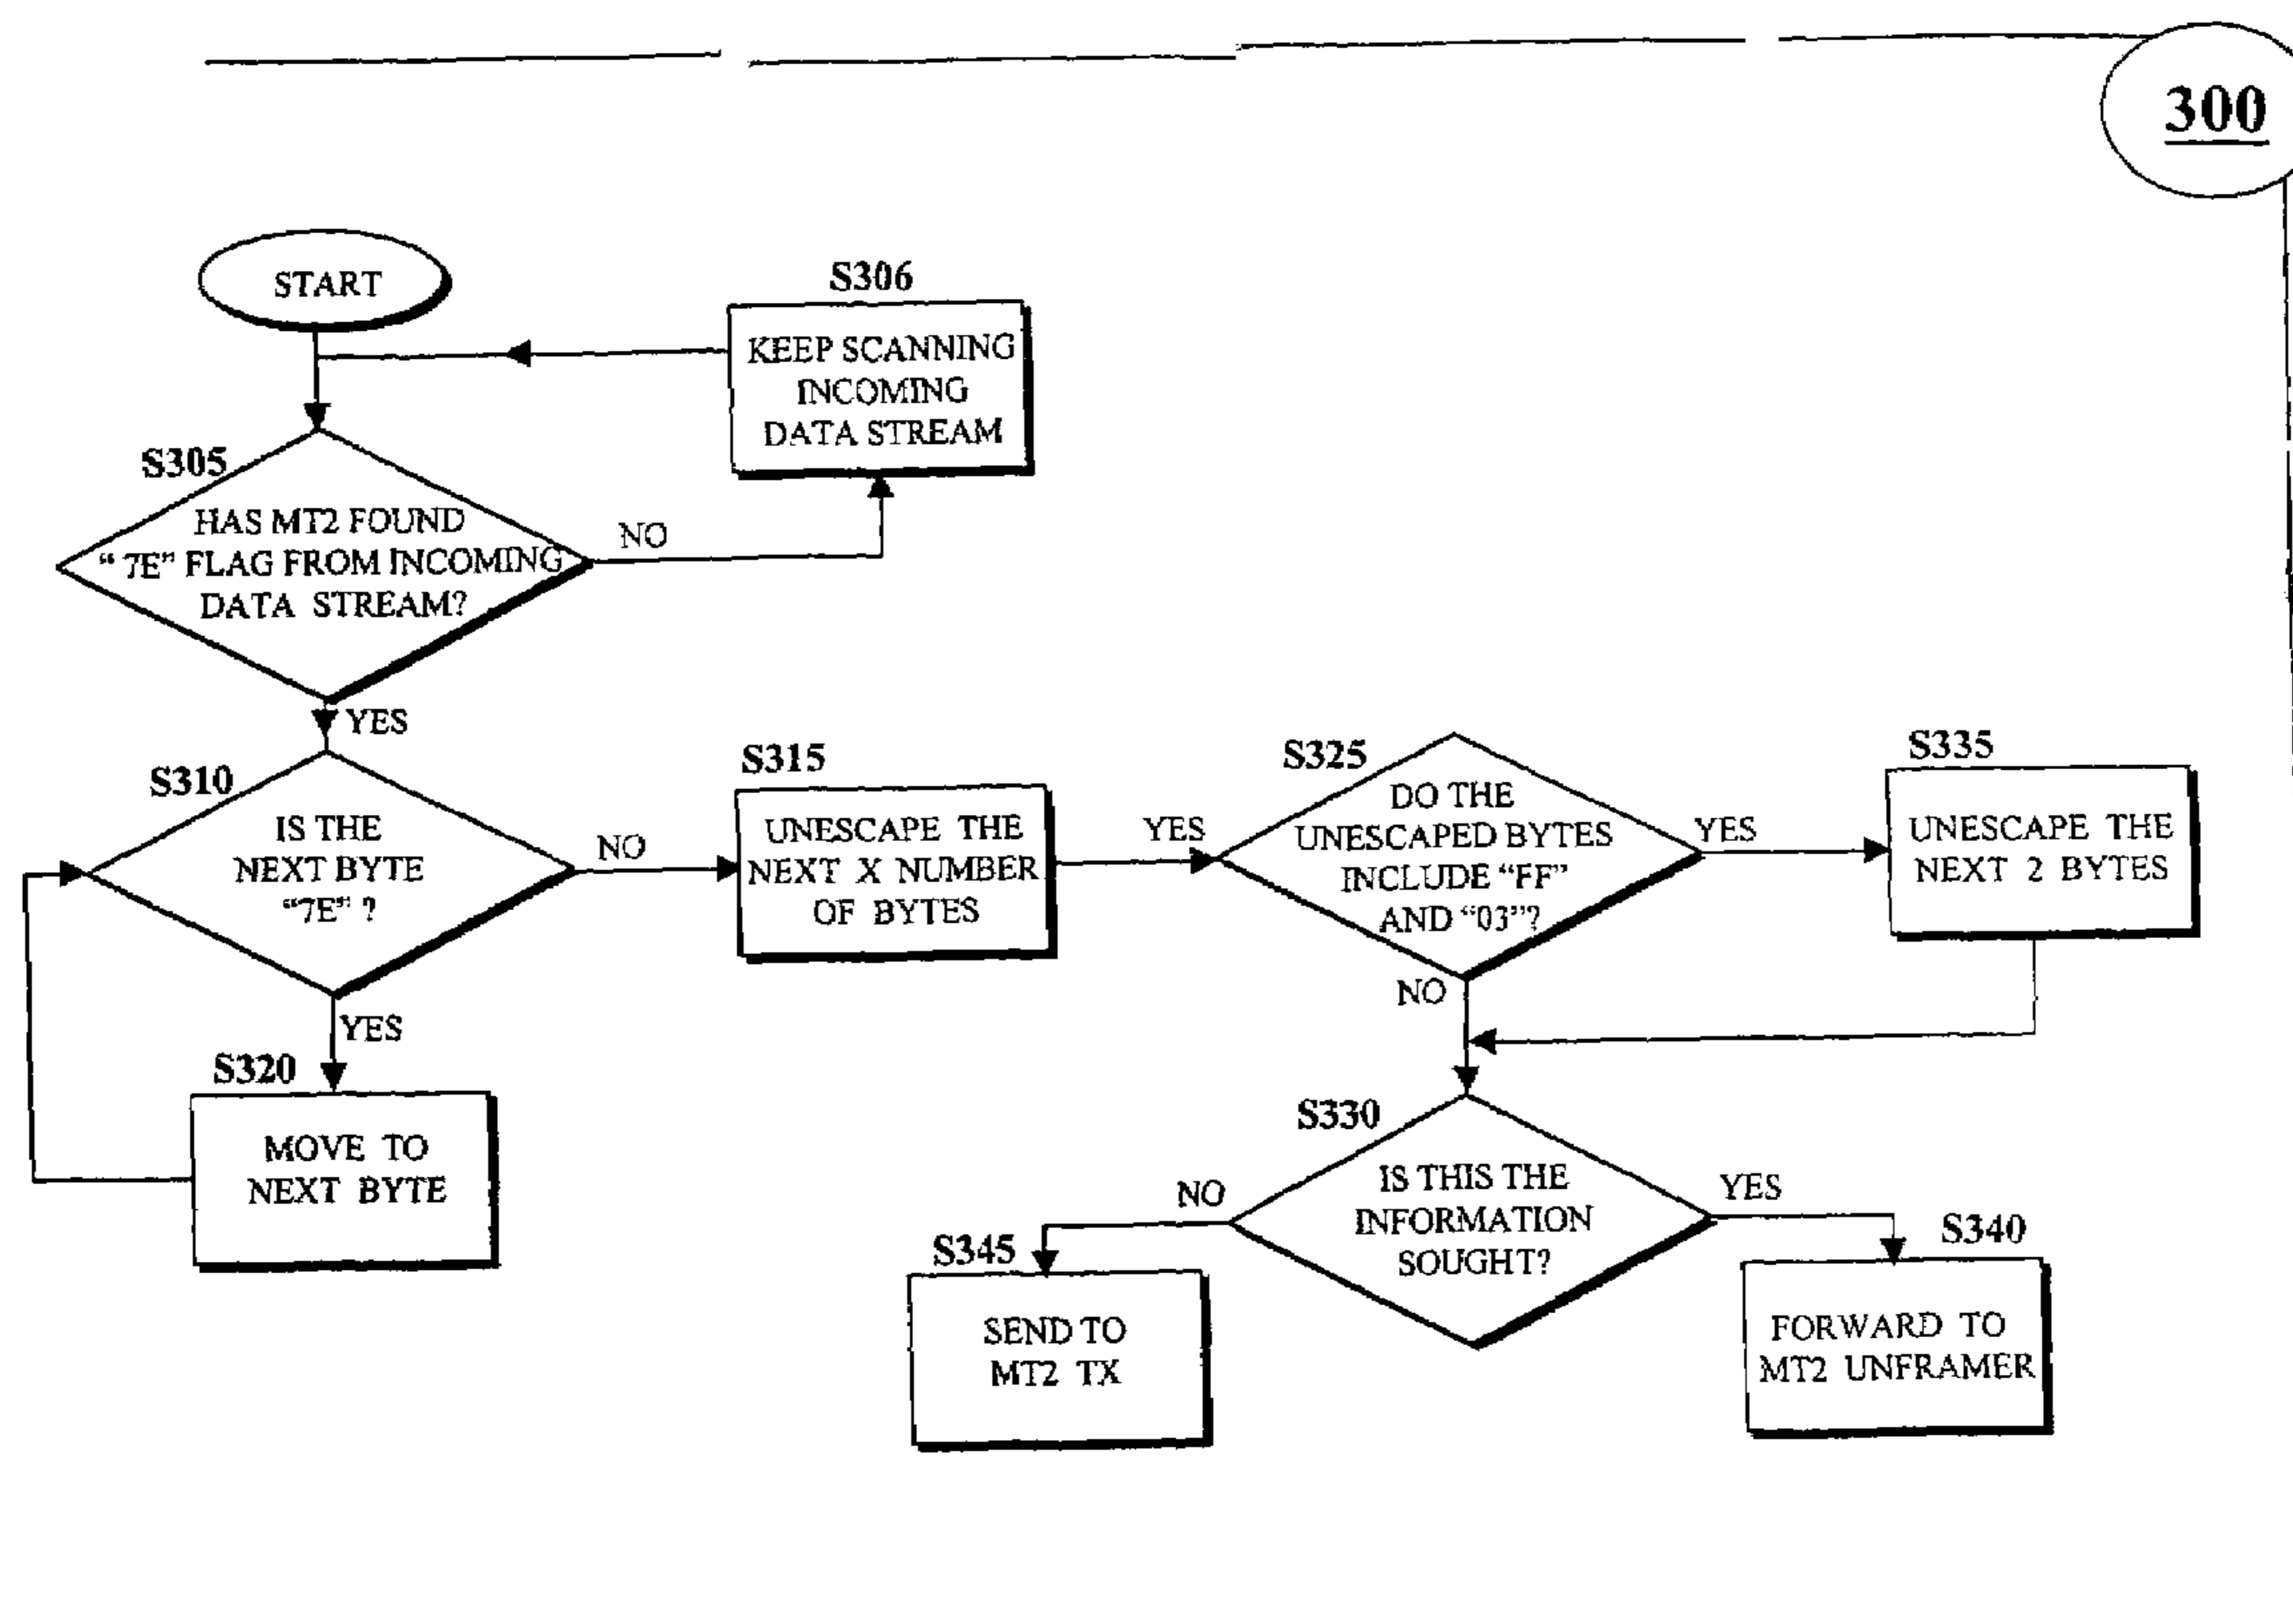 300
START
S306
KEEP SCANNING
INCOMING
DATA STREAM
S305
HAS MT2 FOUND
“ 7E” FLAG FROM INCOMING
DATA STREAM?
NO
YES
S310
IS THE
NEXT BYTE
“7E” ?
NO
S315
UNESCAPE THE
NEXT X NUMBER
OF BYTES
YES
S325
DO THE
UNESCAPED BYTES
INCLUDE “FF”
AND “03”?
YES
S335
UNESCAPE THE
NEXT 2 BYTES
YES
NO
S320
MOVE TO
NEXT BYTE
S330
IS THIS THE
INFORMATION
SOUGHT?
NO
YES
S345
SEND TO
MT2 TX
S340
FORWARD TO
MT2 UNFRAMER